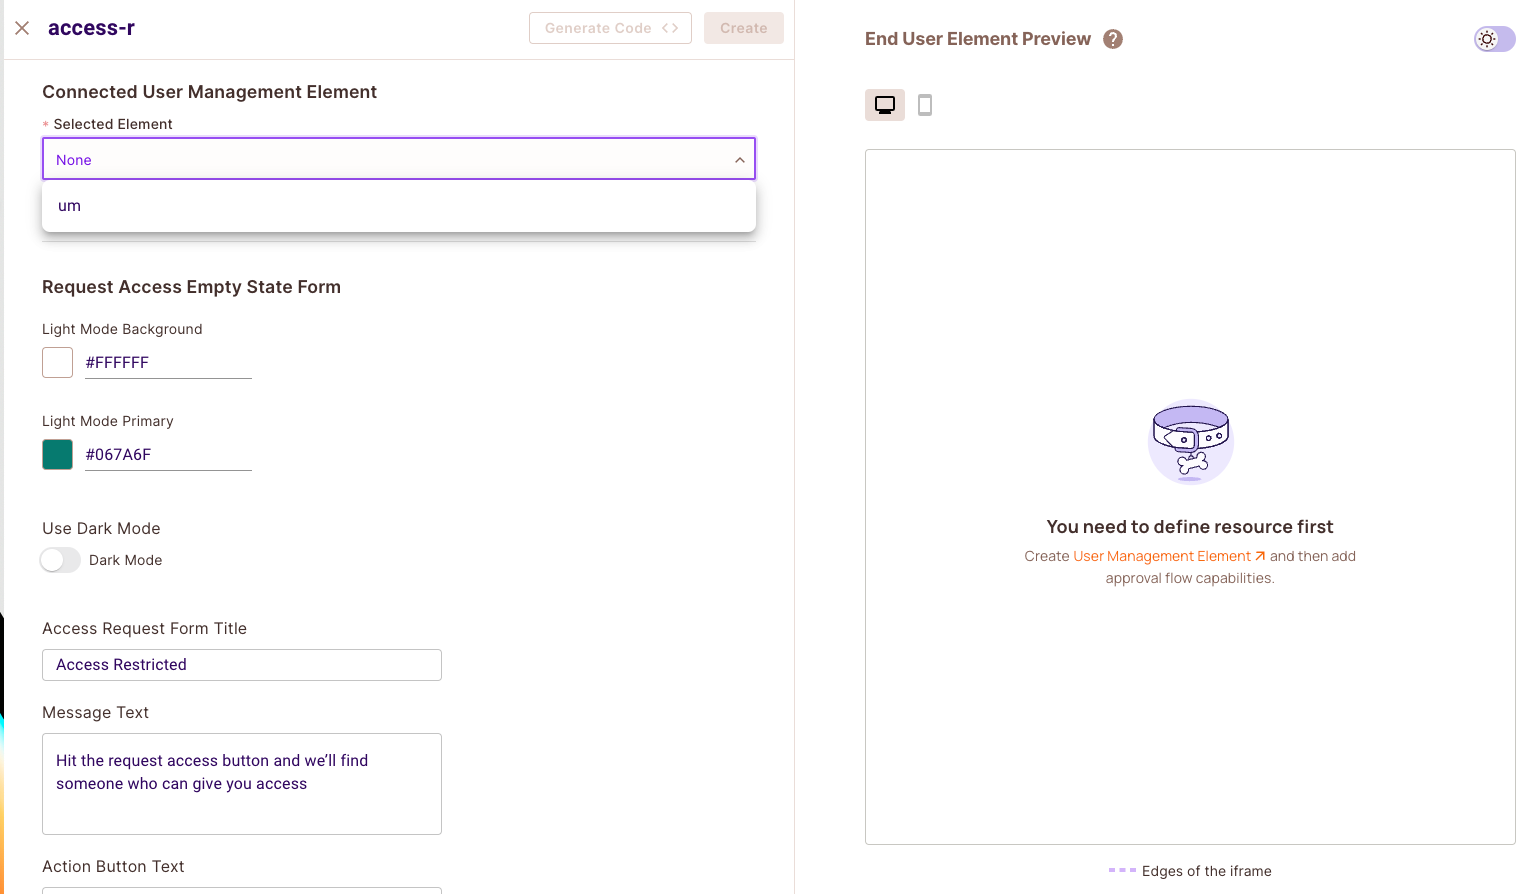 access-r
Generate Code <>
Create
Connected User Management Element
* Selected Element
None
um
Request Access Empty State Form
Light Mode Background
#FFFFFF
Light Mode Primary
#067A6F
Use Dark Mode
Dark Mode
Access Request Form Title
Access Restricted
Message Text
Hit the request access button and we’ll find
someone who can give you access
Action Button Text
End User Element Preview ?
You need to define resource first
Create User Management Element and then add
approval flow capabilities.
Edges of the iframe